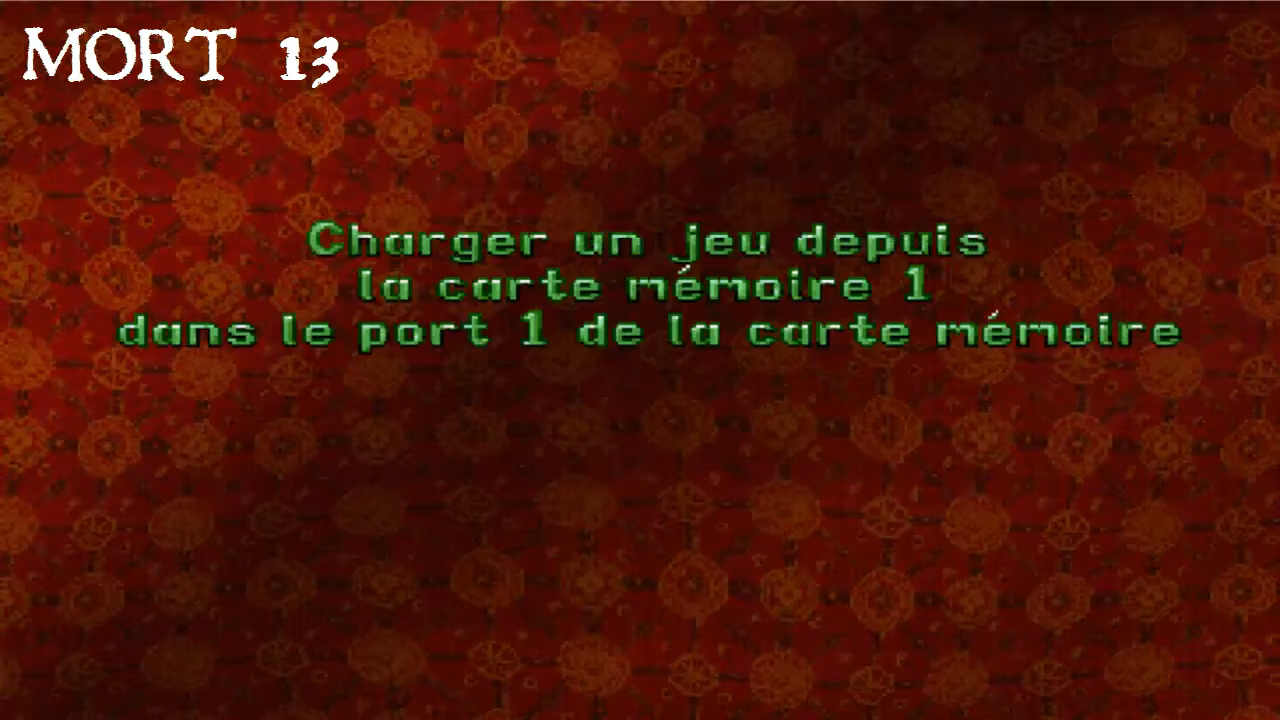 MORT 13
Charger un jeu depuis
la carte mémoire 1
dans le port 1 de la carte mémoire